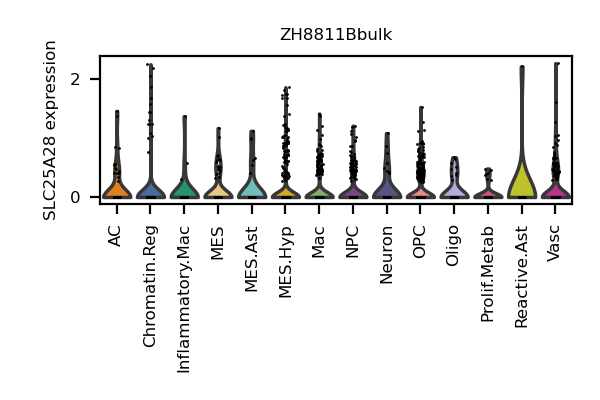 ZH8811Bbulk
SLC25A28 expression
2
0
AC
Chromatin.Reg
Inflammatory.Mac
MES
MES.Ast
MES.Hyp
Mac
NPC
Neuron
OPC
Oligo
Prolif.Metab
Reactive.Ast
Vasc